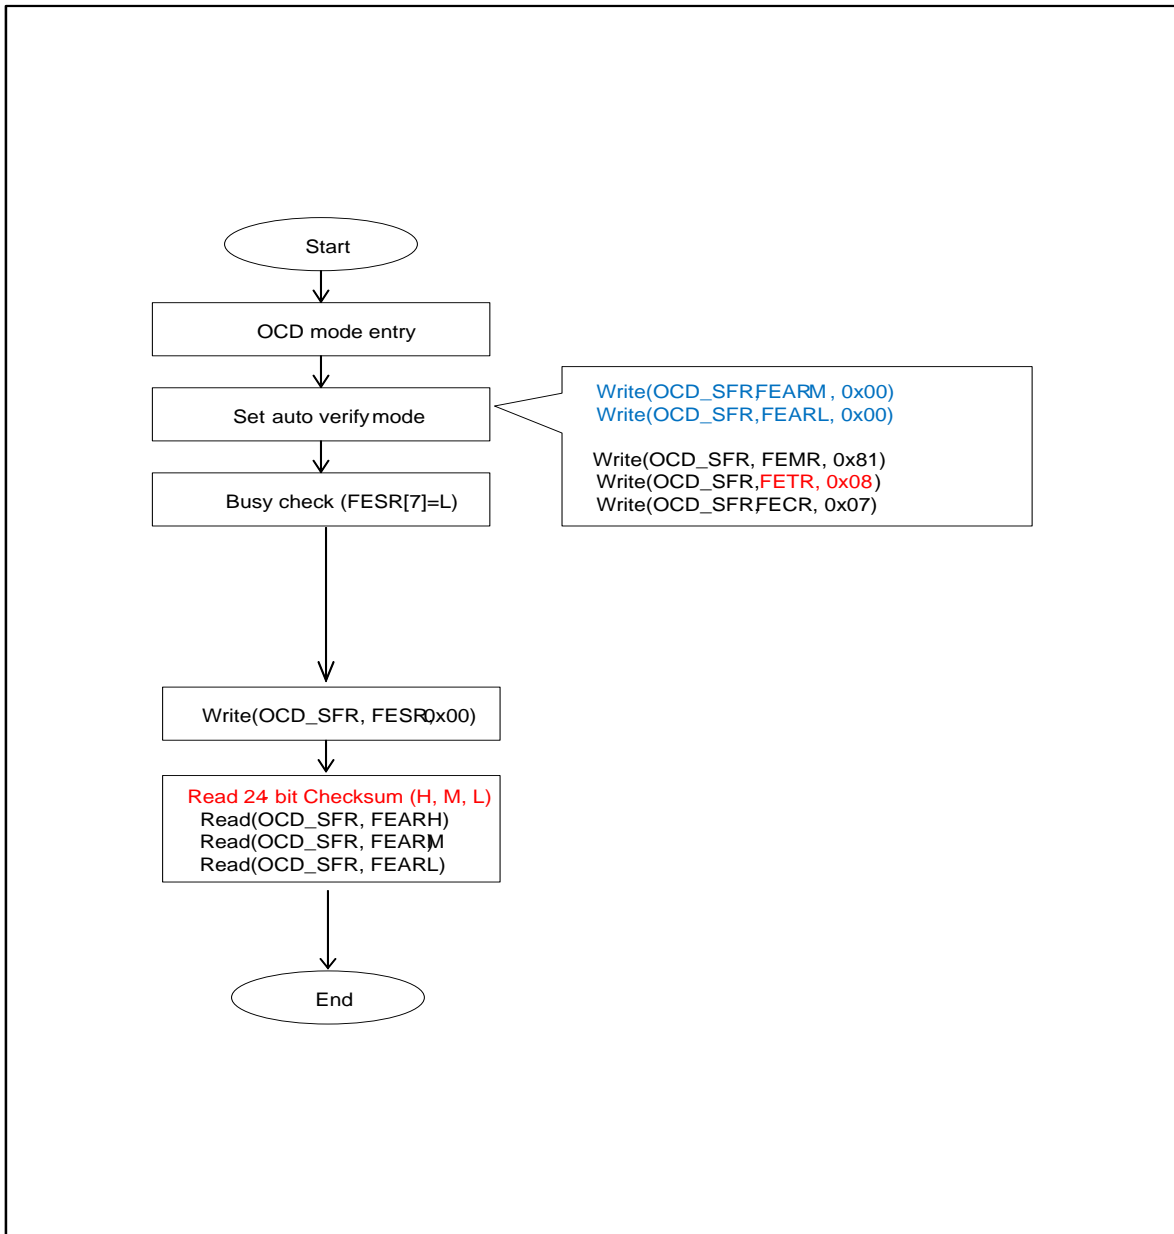 Start
OCD mode entry
Set auto verify mode
Write(OCD_SFR,FEARM, 0x00)
Write(OCD_SFR,FEARL, 0x00)
Write(OCD_SFR, FEMR, 0x81)
Write(OCD_SFR,FETR, 0x08)
Write(OCD_SFR,FECR, 0x07)
Busy check (FESR[7]=L)
Write(OCD_SFR, FESR,0x00)
Read 24 bit Checksum (H, M, L)
Read(OCD_SFR, FEARH)
Read(OCD_SFR, FEARM)
Read(OCD_SFR, FEARL)
End